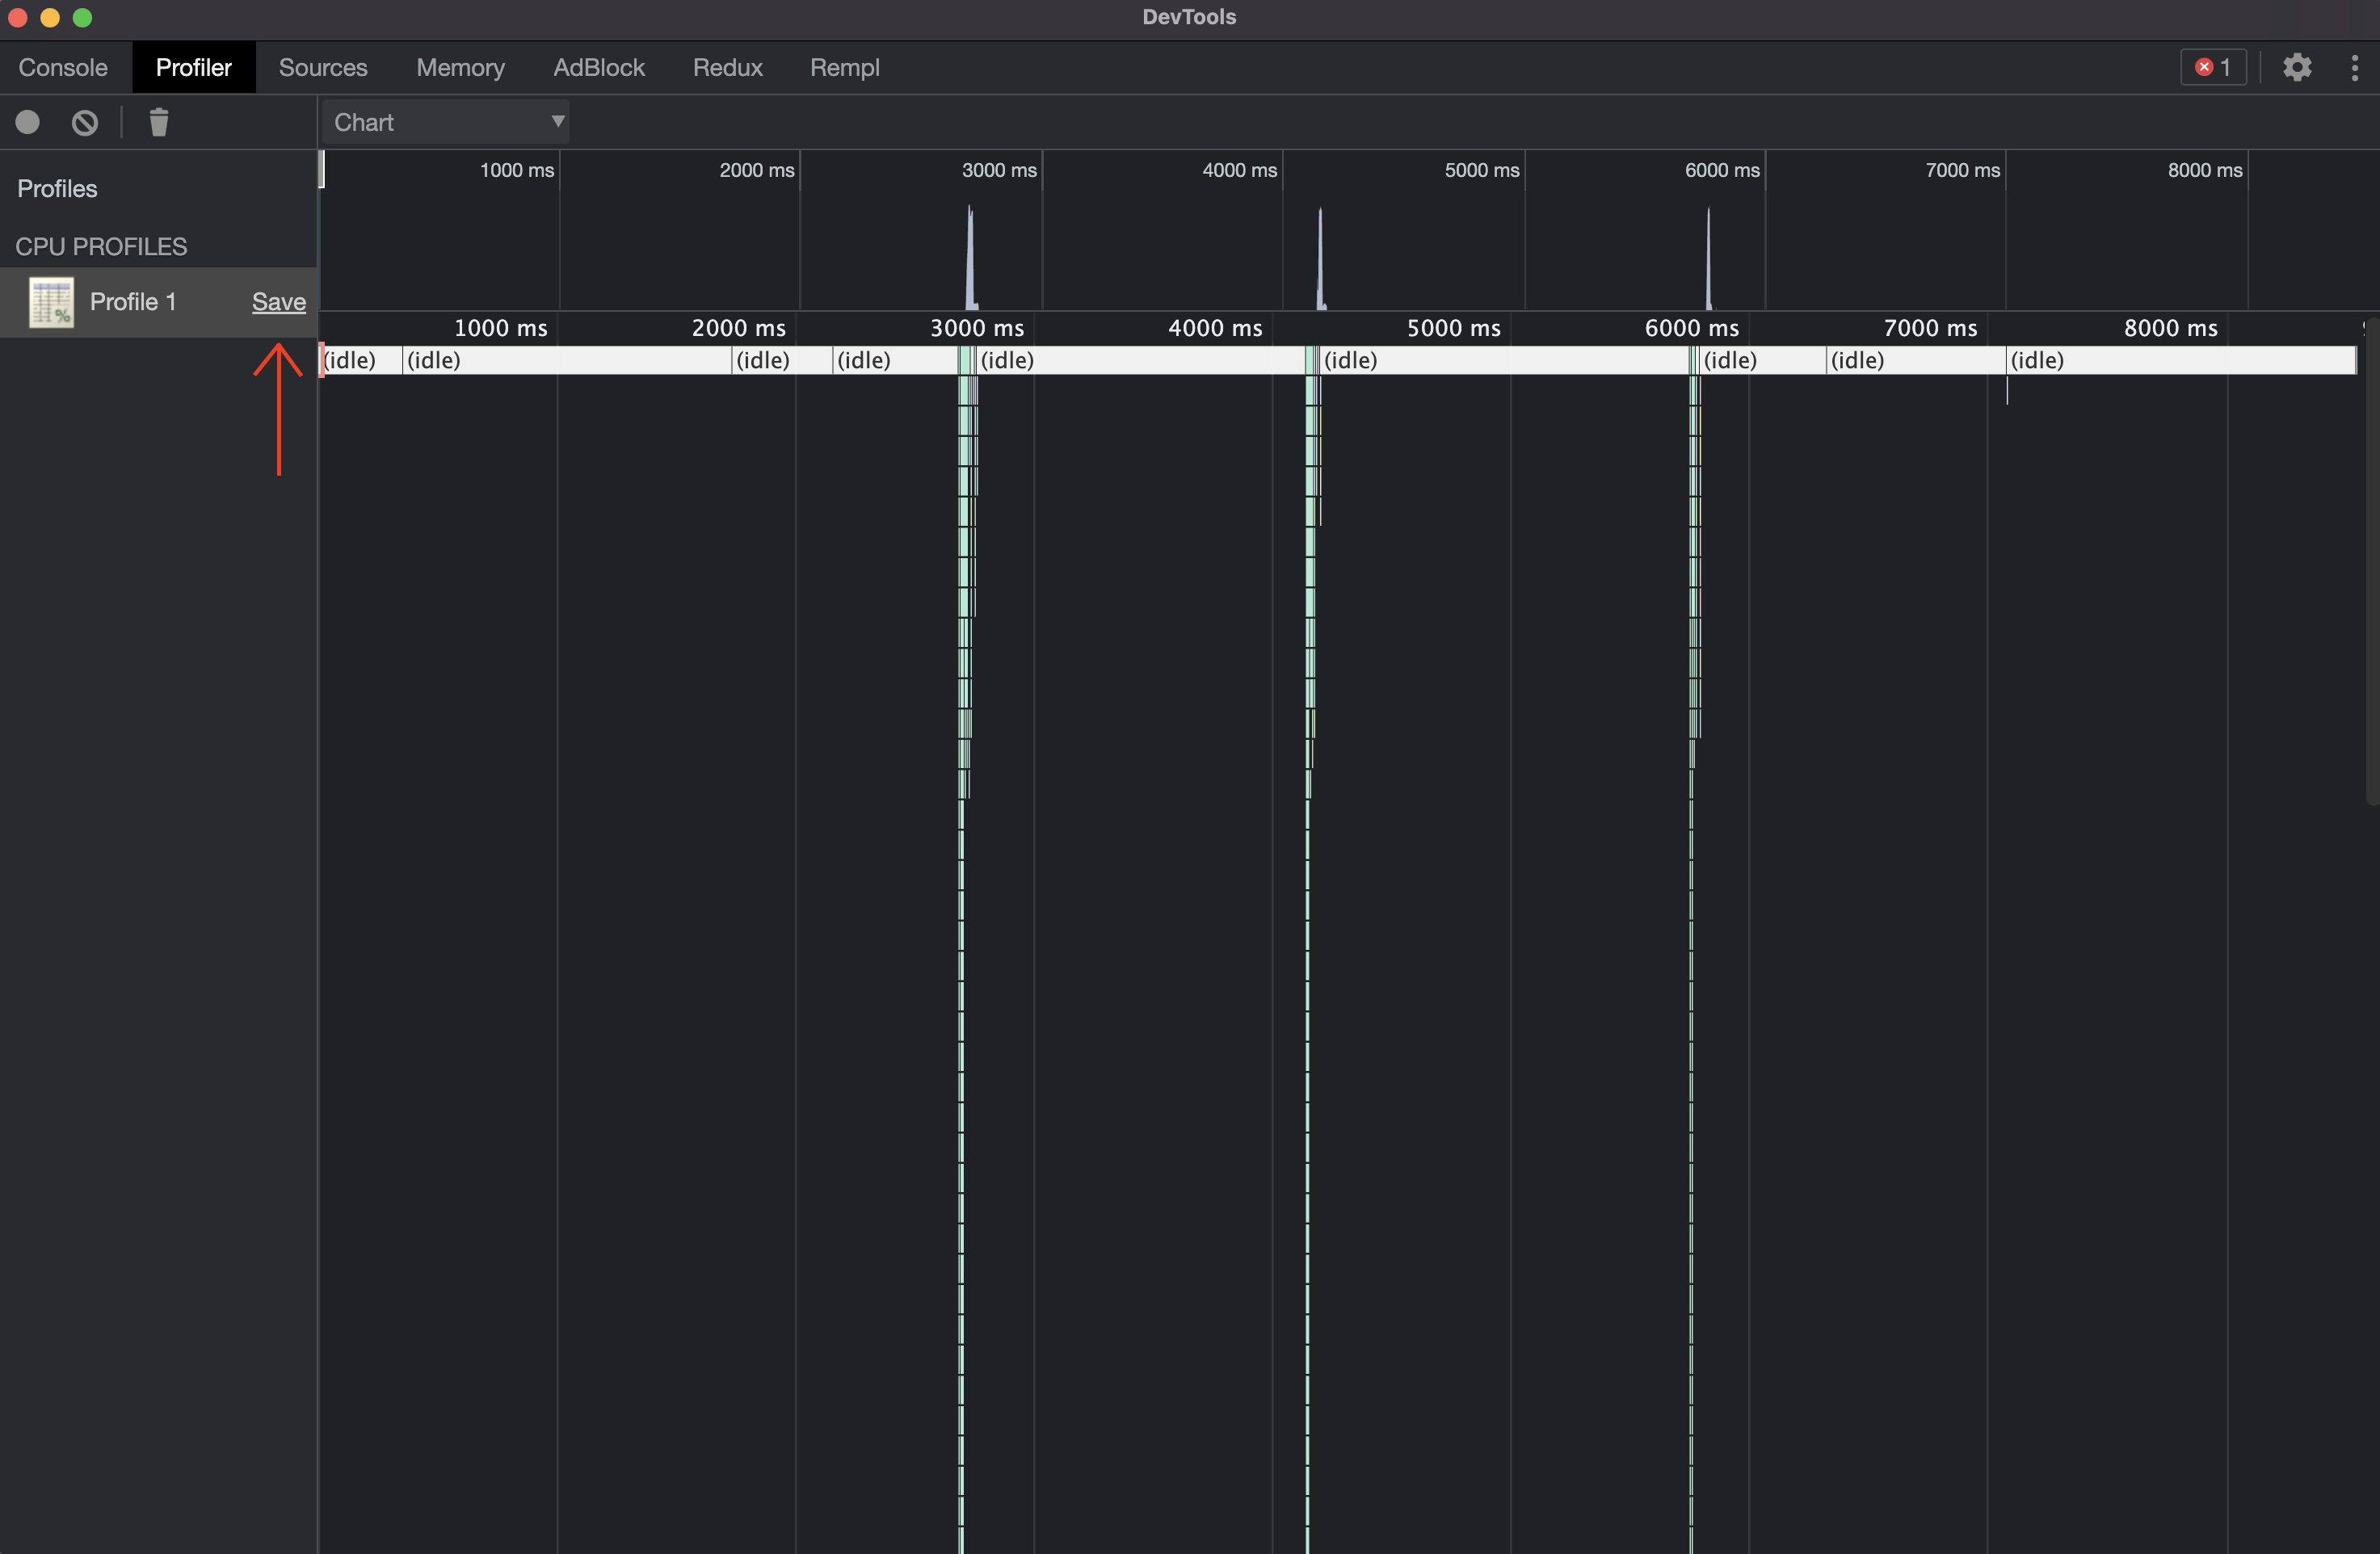 DevTools
Console Profiler Sources Memory AdBlock Redux Rempl 1
Chart
Profiles
CPU PROFILES
Profile 1 Save
1000 ms 2000 ms 3000 ms 4000 ms 5000 ms 6000 ms 7000 ms 8000 ms
1000 ms 2000 ms 3000 ms 4000 ms 5000 ms 6000 ms 7000 ms 8000 ms
(idle) (idle) (idle) (idle) (idle) (idle) (idle) (idle) (idle)